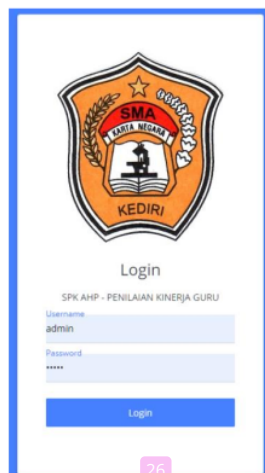 SMA
KARTA NEGARA
KEDIRI
Login
SPK AHP - PENILAIAN KINERJA GURU
Username
admin
Password
•••••
Login
26